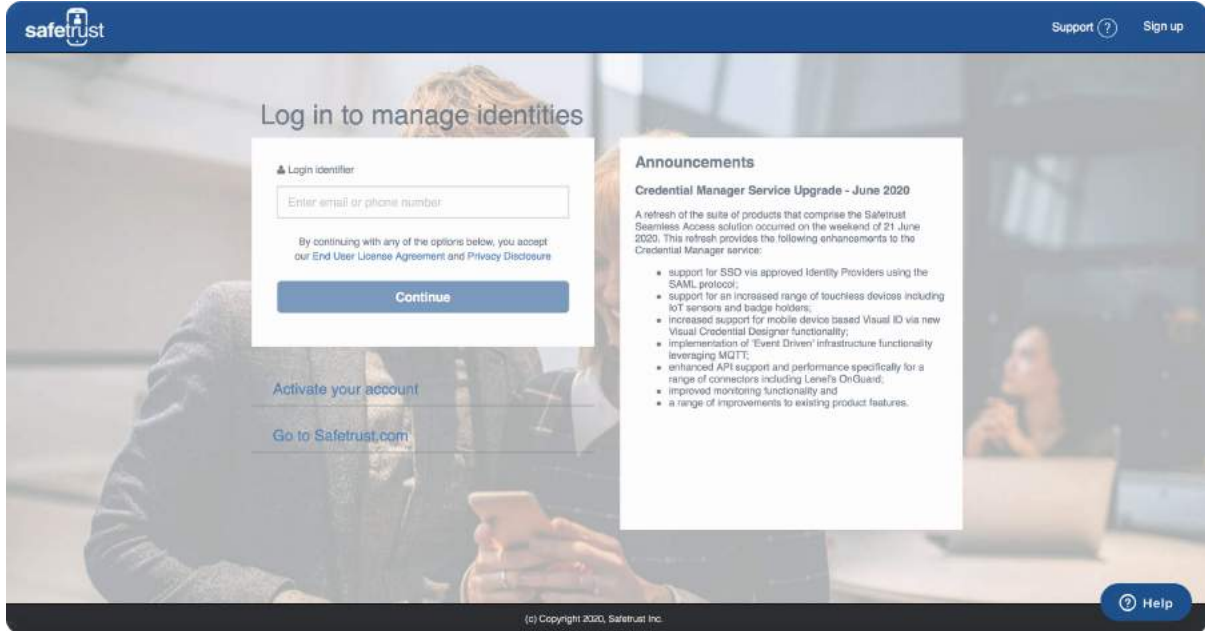 safetrust
Support ?
Sign up
Log in to manage identities
Login identifier
Enter email or phone number
By continuing with any of the options below, you accept
our End User License Agreement and Privacy Disclosure
Continue
Activate your account
Go to Safetrust.com
Announcements
Credential Manager Service Upgrade - June 2020
A refresh of the suite of products that comprise the Safetrust
Seamless Access solution occurred on the weekend of 21 June
2020. This refresh provides the following enhancements to the
Credential Manager service:
support for SSO via approved Identity Providers using the
SAML protocol;
support for an increased range of touchless devices including
IoT sensors and badge holders;
increased support for mobile device based Visual ID via new
Visual Credential Designer functionality;
implementation of 'Event Driven' infrastructure functionality
leveraging MQTT;
enhanced API support and performance specifically for a
range of connectors including Lenel's OnGuard;
improved monitoring functionality and
a range of improvements to existing product features.
? Help
(c) Copyright 2020, Safetrust Inc.